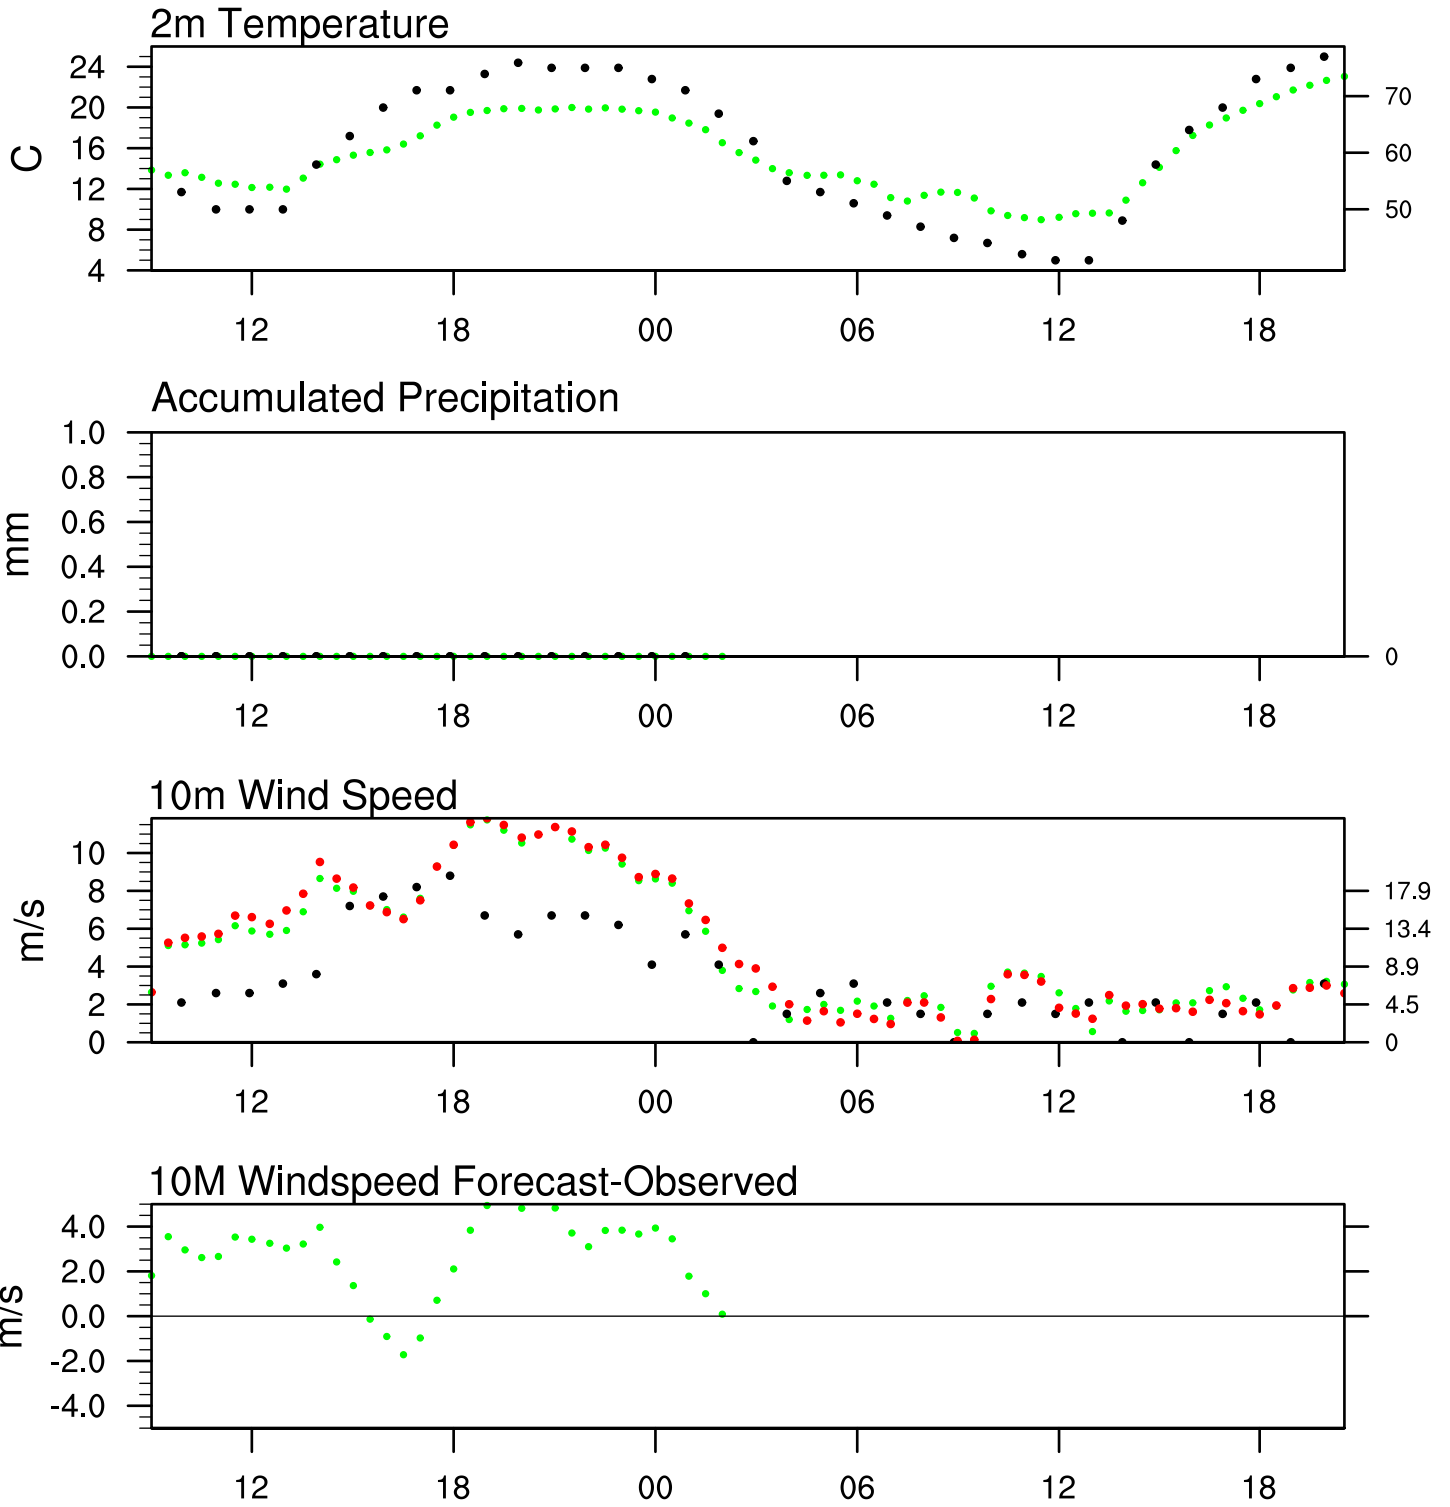 2m Temperature
24
20
16
12
8
4
C
70
60
50
12 18 00 06 12 18
Accumulated Precipitation
1.0
0.8
0.6
0.4
0.2
0.0
mm
0
12 18 00 06 12 18
10m Wind Speed
10
8
6
4
2
0
m/s
17.9
13.4
8.9
4.5
0
12 18 00 06 12 18
10M Windspeed Forecast-Observed
4.0
2.0
0.0
-2.0
-4.0
m/s
12 18 00 06 12 18